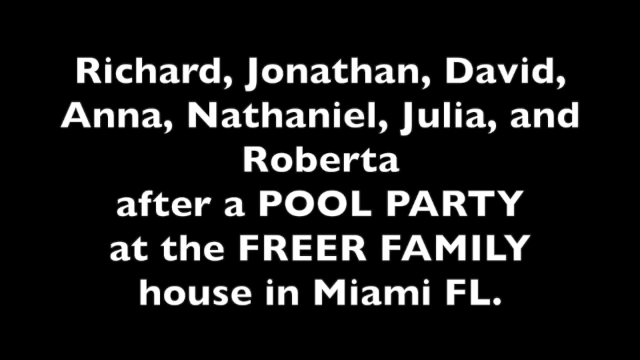 Richard, Jonathan, David,
Anna, Nathaniel, Julia, and
Roberta
after a POOL PARTY
at the FREER FAMILY
house in Miami FL.